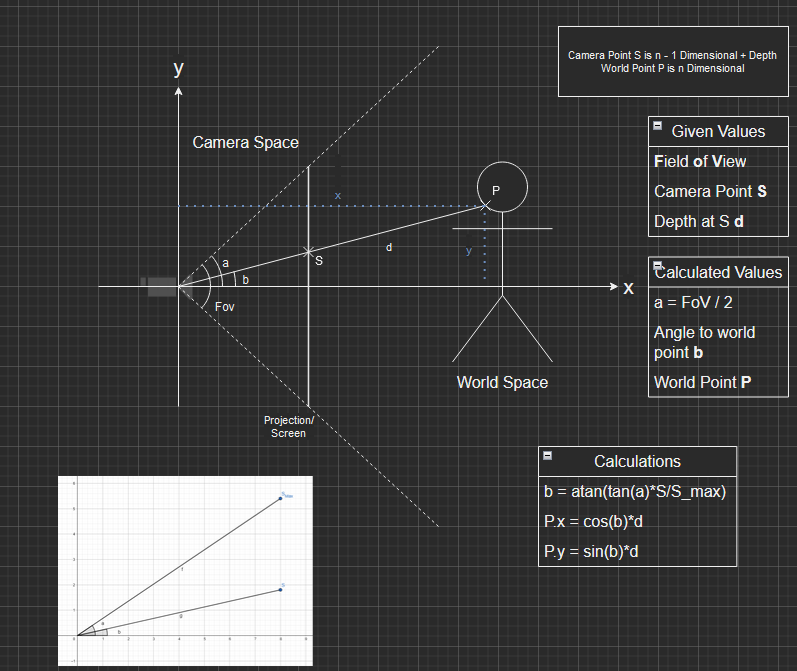 Camera Point S is n - 1 Dimensional + Depth
World Point P is n Dimensional
y
Camera Space
Given Values
Field of View
Camera Point S
Depth at S d
P
x
d
y
S
a
b
Fov
x
Calculated Values
a = FoV / 2
Angle to world
point b
World Point P
World Space
Projection/
Screen
Calculations
b = atan(tan(a)*S/S_max)
P.x = cos(b)*d
P.y = sin(b)*d
S
a
b